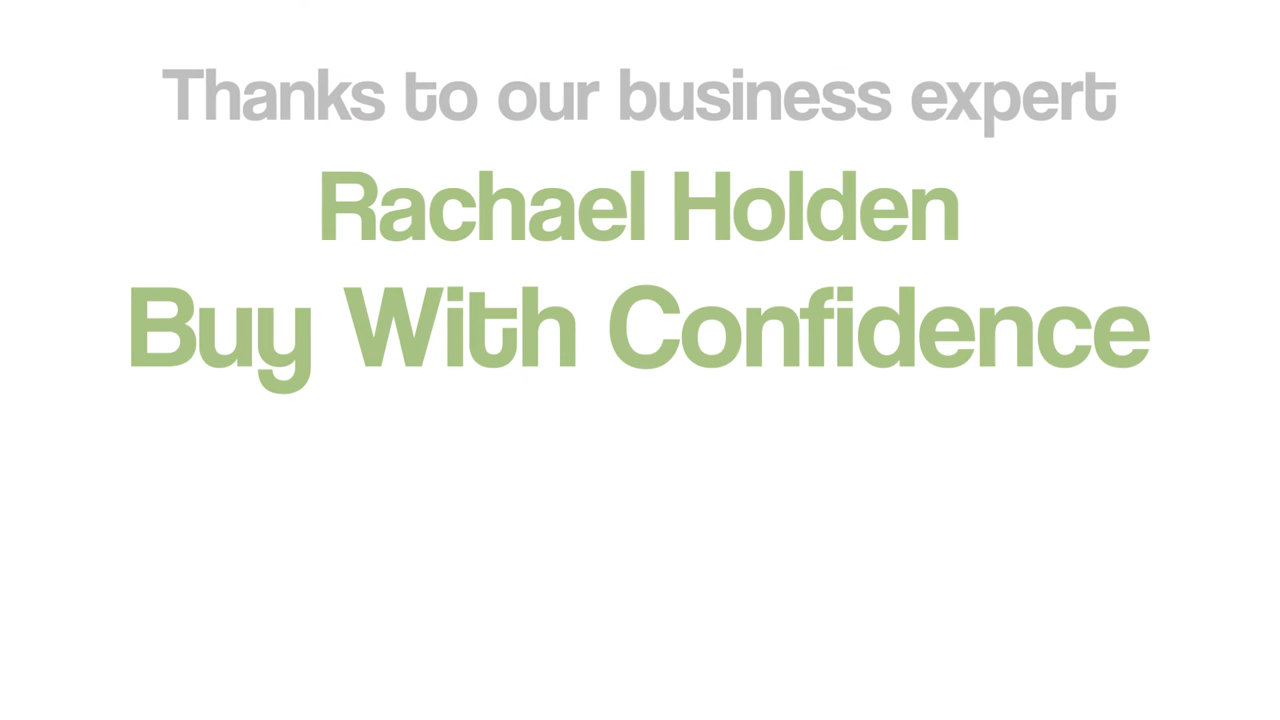 Thanks to our business expert
Rachael Holden
Buy With Confidence